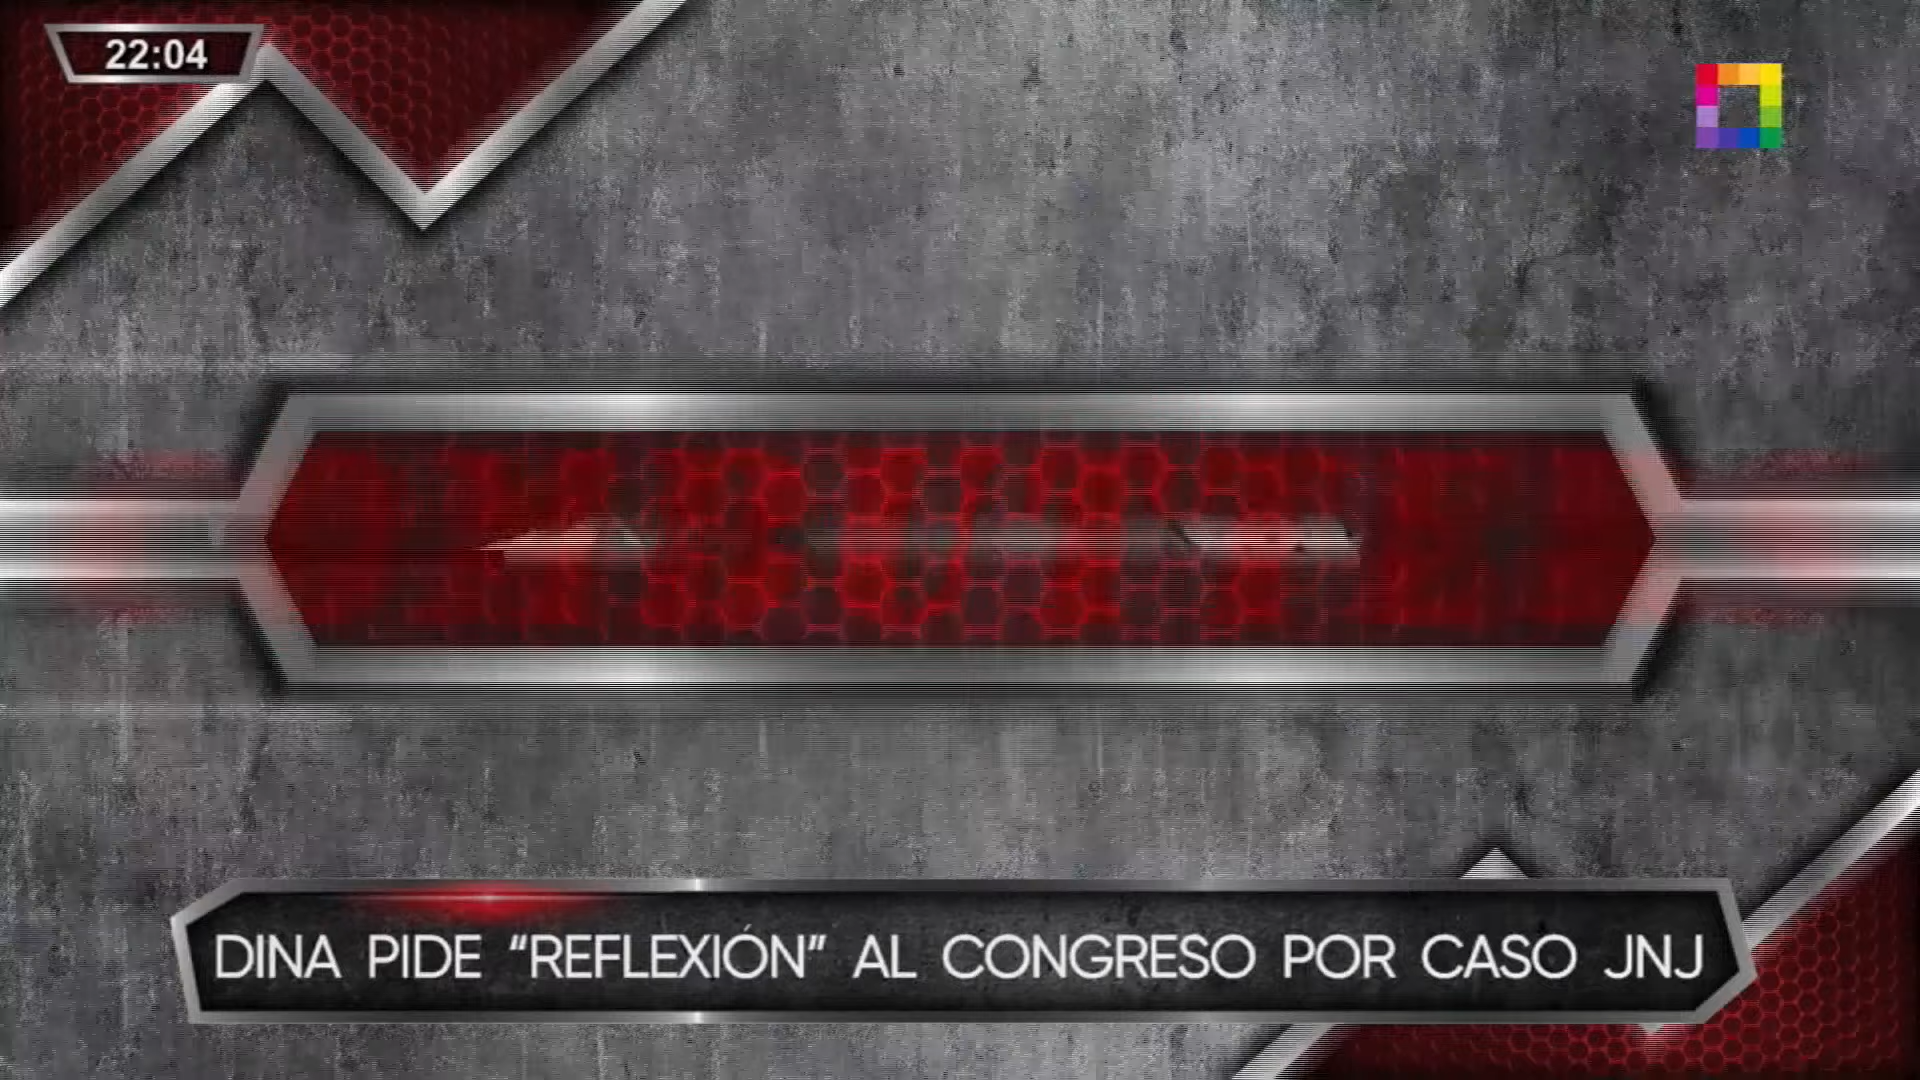 22:04
DINA PIDE “REFLEXIÓN” AL CONGRESO POR CASO JNJ